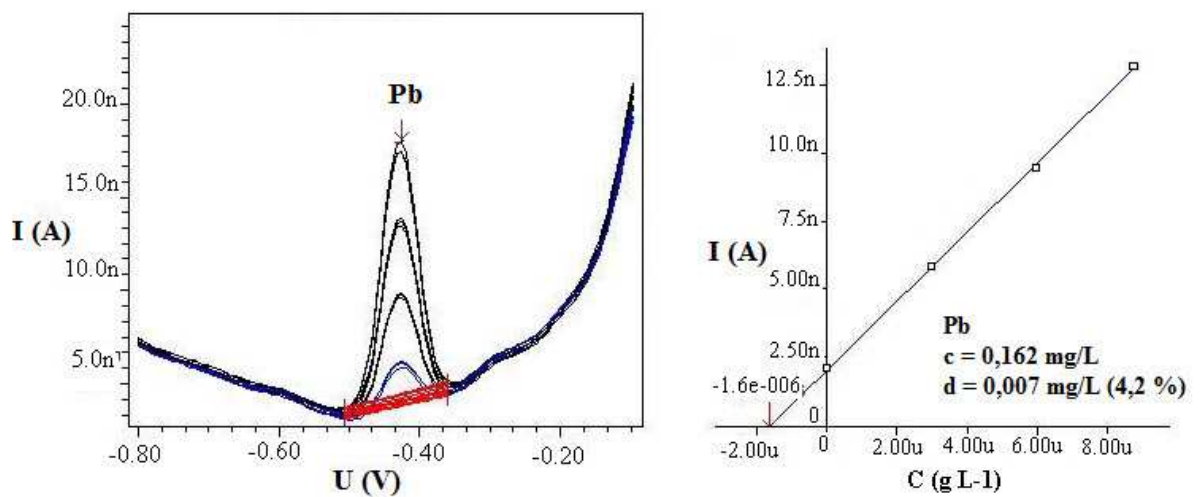 Pb
20.0n
15.0n
I (A)
10.0n
5.0n
-0.80
-0.60
-0.40
-0.20
U (V)
12.5n
10.0n
7.5n
I (A)
5.00n
2.50n
-1.6e-006
0
Pb
c = 0,162 mg/L
d = 0,007 mg/L (4,2 %)
-2.00u
0
2.00u
4.00u
6.00u
8.00u
C (g L-1)